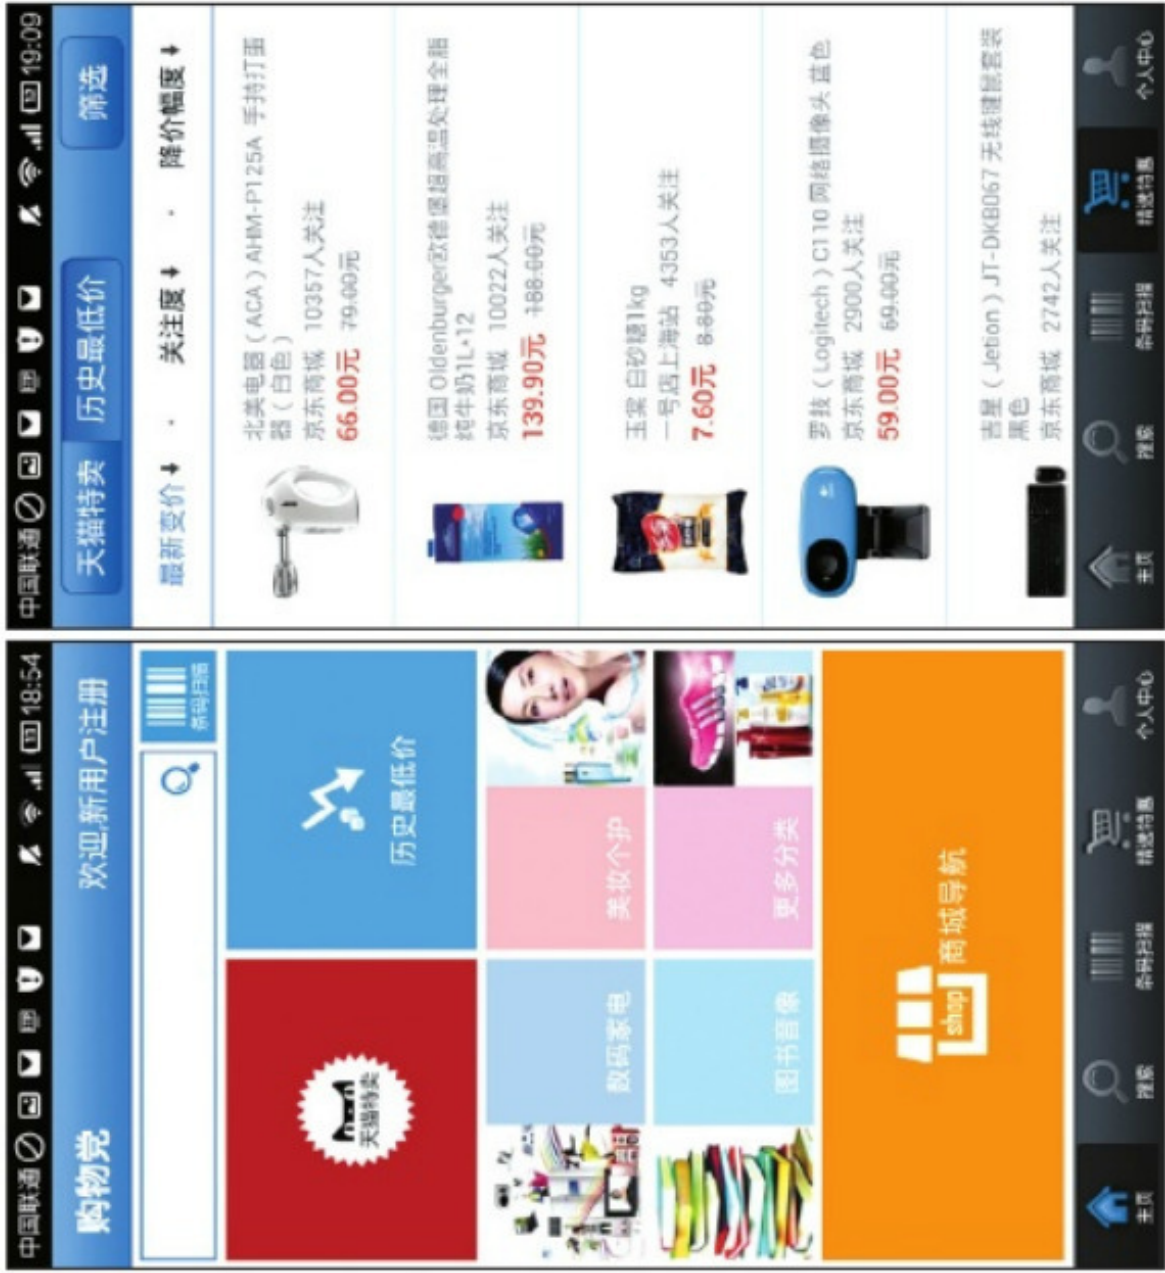 中国联通 18:54
购物党 欢迎,新用户注册
条码扫描
天猫特卖
历史最低价
数码家电
美妆个护
图书音像
更多分类
shop 商城导航
主页 搜索 条码扫描 精选特惠 个人中心
中国联通 19:09
天猫特卖 历史最低价 筛选
最新变价 · 关注度 · 降价幅度
北美电器(ACA)AHM-P125A 手持打蛋
器(白色)
京东商城 10357人关注
66.00元 79.00元
德国 Oldenburger欧德堡超高温处理全脂
纯牛奶1L*12
京东商城 10022人关注
139.90元 188.00元
玉棠 白砂糖1kg
一号店上海站 4353人关注
7.60元 8.80元
罗技(Logitech)C110 网络摄像头 蓝色
京东商城 2900人关注
59.00元 69.00元
吉星(Jetion)JT-DKB067 无线键鼠套装
黑色
京东商城 2742人关注
主页 搜索 条码扫描 精选特惠 个人中心